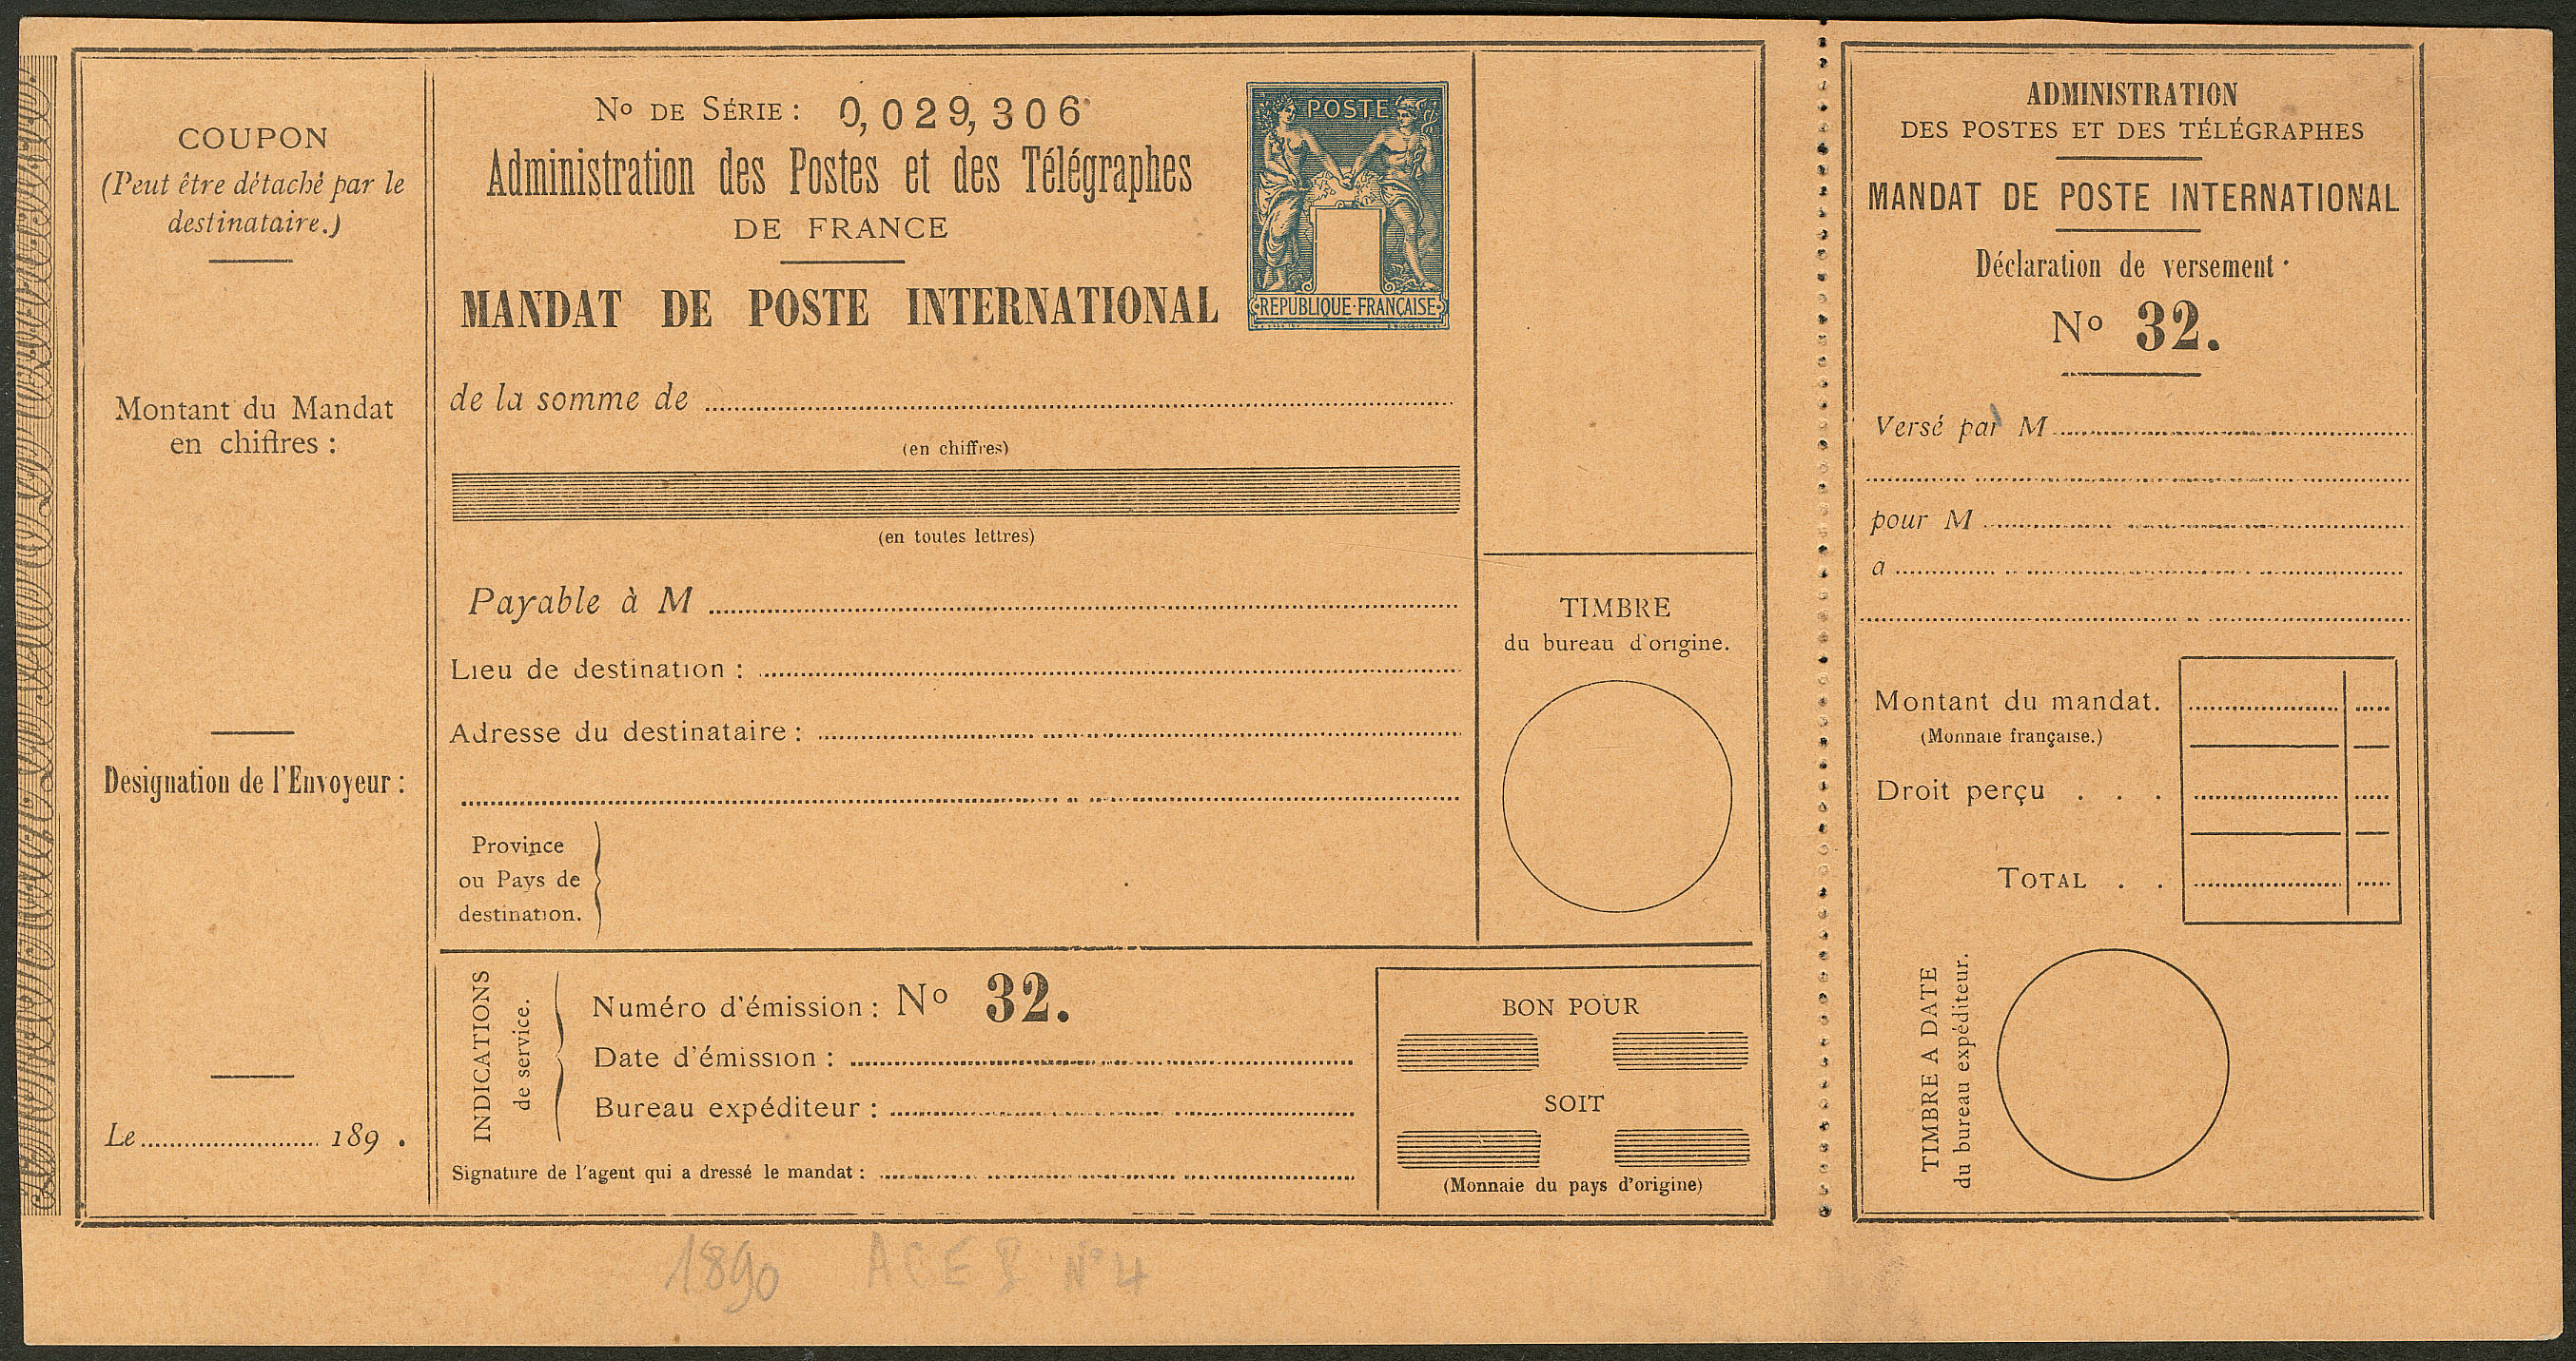 COUPON
(Peut être détaché par le
destinataire.)
Montant du Mandat
en chiffres :
Designation de l'Envoyeur :
Le 189 .
No DE SÉRIE : 0,029,306
Administration des Postes et des Télégraphes
DE FRANCE
MANDAT DE POSTE INTERNATIONAL
POSTE
REPUBLIQUE·FRANÇAISE
de la somme de
(en chiffres)
(en toutes lettres)
Payable à M
Lieu de destination :
Adresse du destinataire :
Province
ou Pays de
destination.
TIMBRE
du bureau d'origine.
INDICATIONS
de service.
Numéro d'émission : No 32.
Date d'émission :
Bureau expéditeur :
Signature de l'agent qui a dressé le mandat :
BON POUR
SOIT
(Monnaie du pays d'origine)
ADMINISTRATION
DES POSTES ET DES TÉLÉGRAPHES
MANDAT DE POSTE INTERNATIONAL
Déclaration de versement
No 32.
Versé par M
pour M
a
Montant du mandat.
(Monnaie française.)
Droit perçu . . .
TOTAL . .
TIMBRE A DATE
du bureau expéditeur.
1890 ACEP No 4